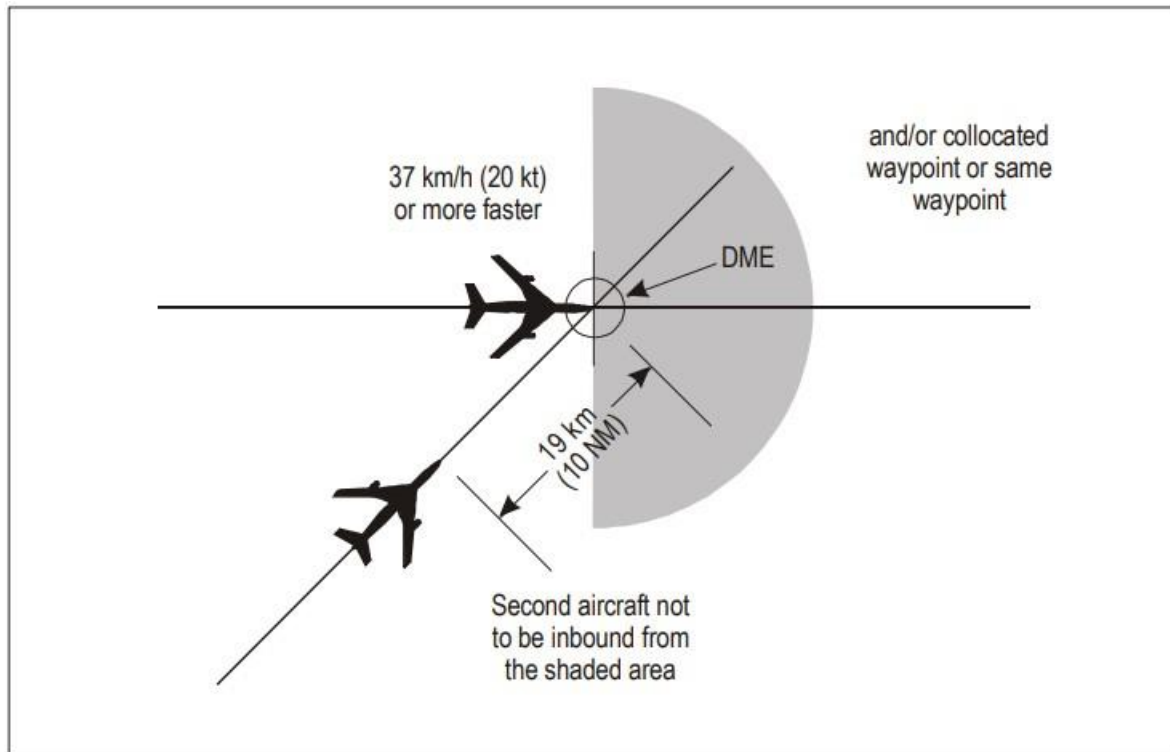 37 km/h (20 kt)
or more faster
and/or collocated
waypoint or same
waypoint
DME
19 km
(10 NM)
Second aircraft not
to be inbound from
the shaded area